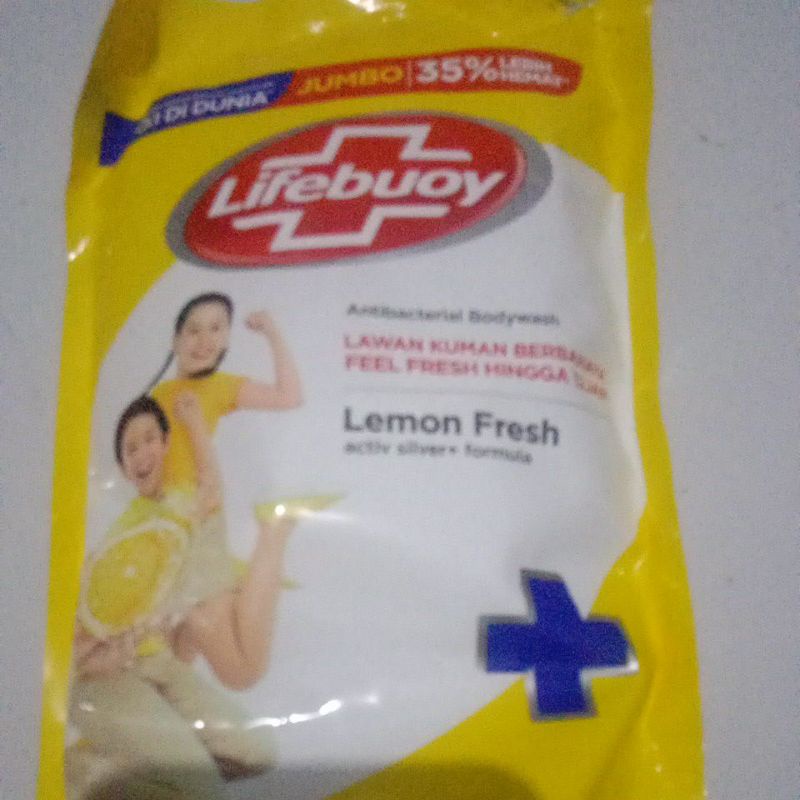 DI DUNIA
JUMBO 35% LEBIH
HEMAT*
Lifebuoy
Antibacterial Bodywash
LAWAN KUMAN
FEEL FRESH HINGGA
Lemon Fresh
activ silver+ formula